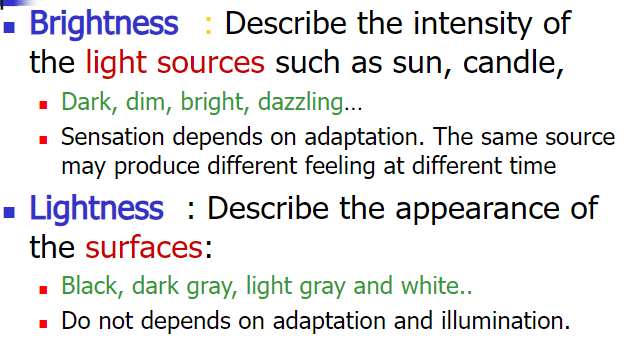 Brightness : Describe the intensity of
the light sources such as sun, candle,
Dark, dim, bright, dazzling...
Sensation depends on adaptation. The same source
may produce different feeling at different time
Lightness : Describe the appearance of
the surfaces:
Black, dark gray, light gray and white..
Do not depends on adaptation and illumination.